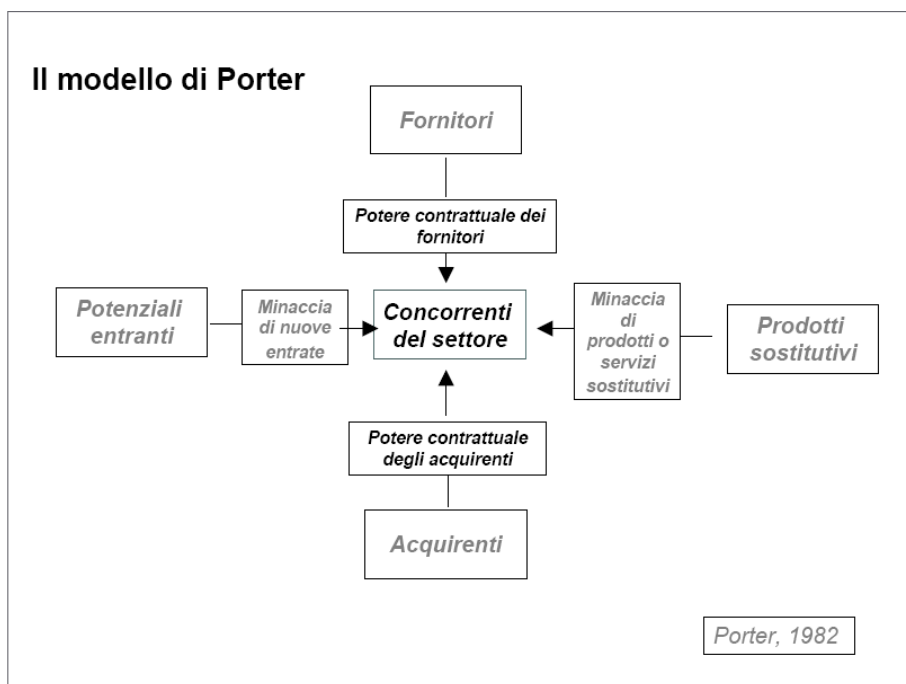 Il modello di Porter
Fornitori
Potere contrattuale dei
fornitori
Potenziali
entranti
Minaccia
di nuove
entrate
Concorrenti
del settore
Minaccia
di
prodotti o
servizi
sostitutivi
Prodotti
sostitutivi
Potere contrattuale
degli acquirenti
Acquirenti
Porter, 1982